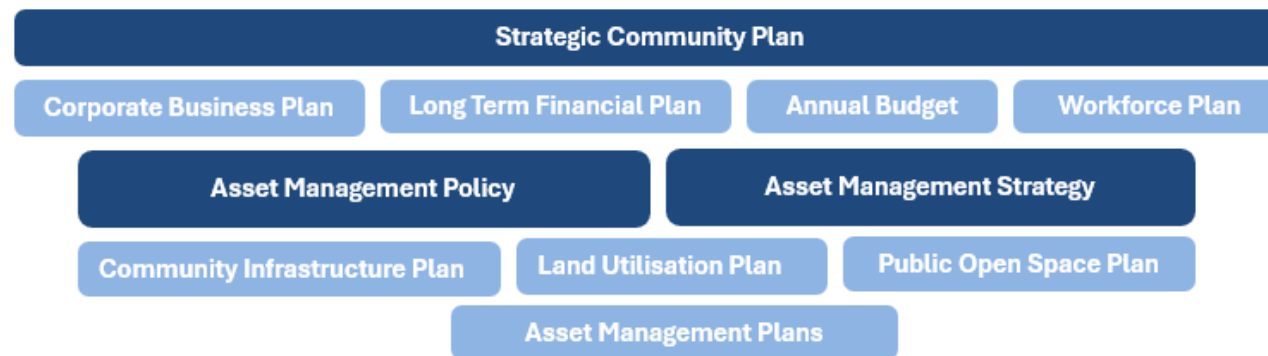 Strategic Community Plan
Corporate Business Plan
Long Term Financial Plan
Annual Budget
Workforce Plan
Asset Management Policy
Asset Management Strategy
Community Infrastructure Plan
Land Utilisation Plan
Public Open Space Plan
Asset Management Plans